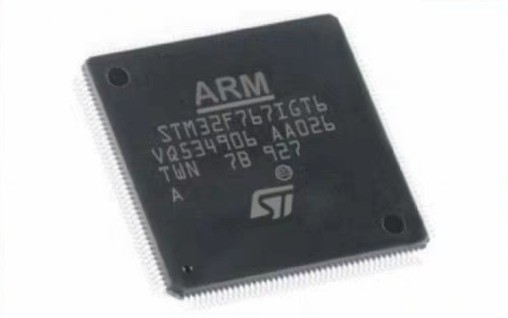 ARM
STM32F767IGT6
VQ534906 AA026
TWN 7B 927
A
ST